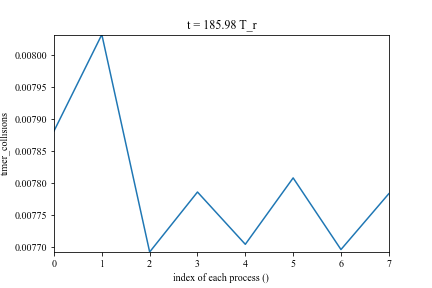 t = 185.98 T_r
timer_collisions
0.00800
0.00795
0.00790
0.00785
0.00780
0.00775
0.00770
0 1 2 3 4 5 6 7
index of each process ()